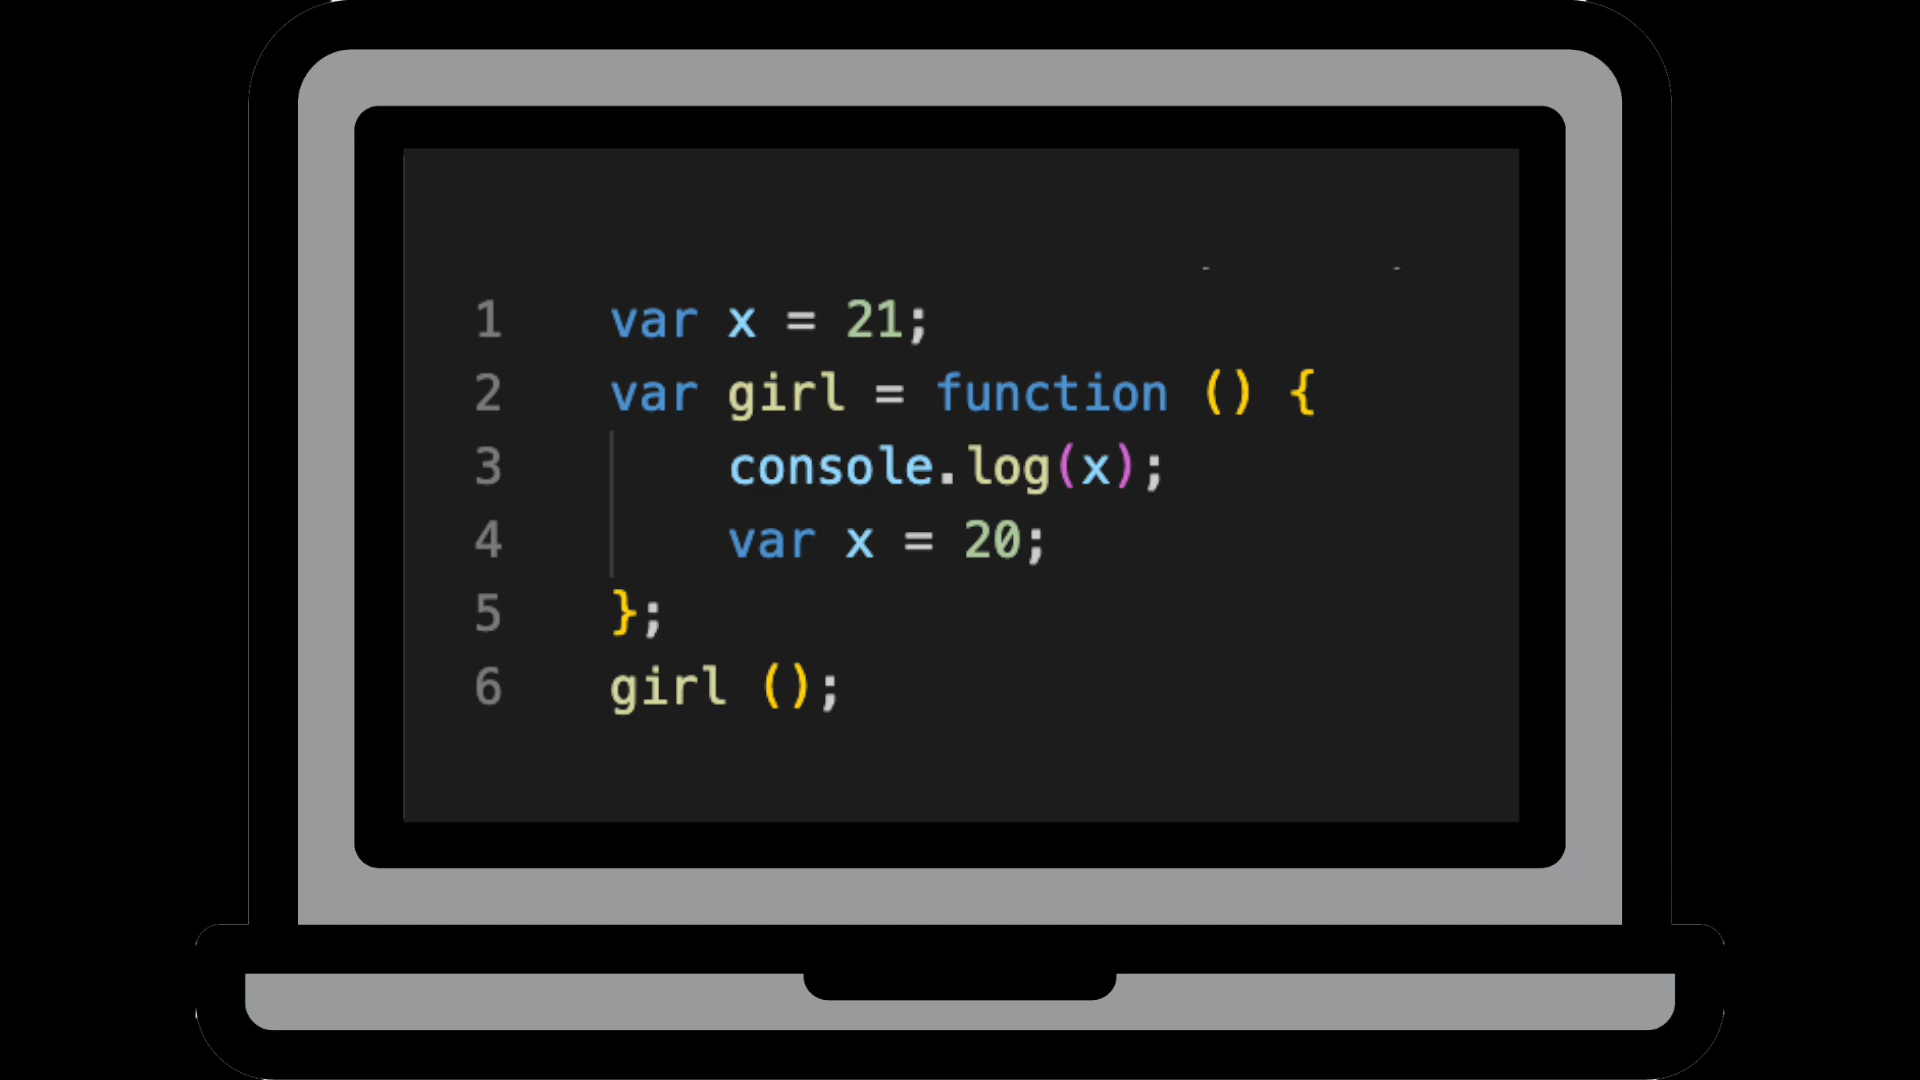 1 var x = 21;
2 var girl = function () {
3 console.log(x);
4 var x = 20;
5 };
6 girl ();